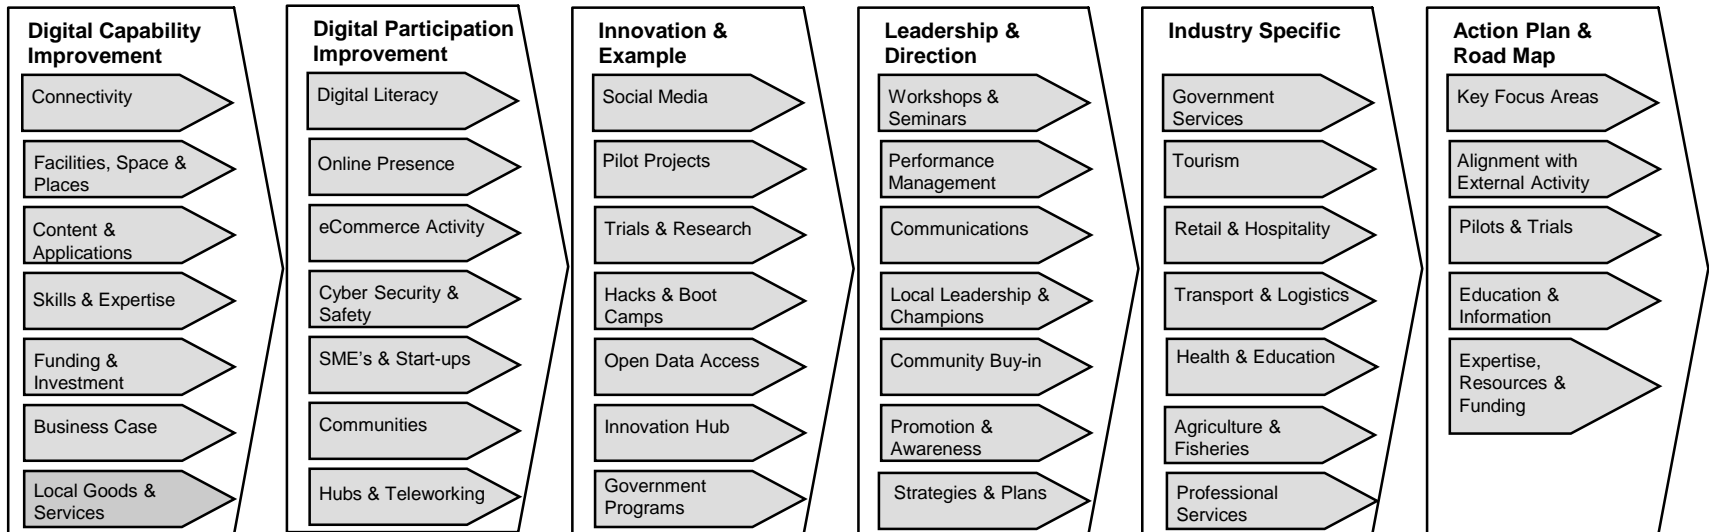 Digital Capability
Improvement
Connectivity
Facilities, Space &
Places
Content &
Applications
Skills & Expertise
Funding &
Investment
Business Case
Local Goods &
Services
Digital Participation
Improvement
Digital Literacy
Online Presence
eCommerce Activity
Cyber Security &
Safety
SME's & Start-ups
Communities
Hubs & Teleworking
Innovation &
Example
Social Media
Pilot Projects
Trials & Research
Hacks & Boot
Camps
Open Data Access
Innovation Hub
Government
Programs
Leadership &
Direction
Workshops &
Seminars
Performance
Management
Communications
Local Leadership &
Champions
Community Buy-in
Promotion &
Awareness
Strategies & Plans
Industry Specific
Government
Services
Tourism
Retail & Hospitality
Transport & Logistics
Health & Education
Agriculture &
Fisheries
Professional
Services
Action Plan &
Road Map
Key Focus Areas
Alignment with
External Activity
Pilots & Trials
Education &
Information
Expertise,
Resources &
Funding